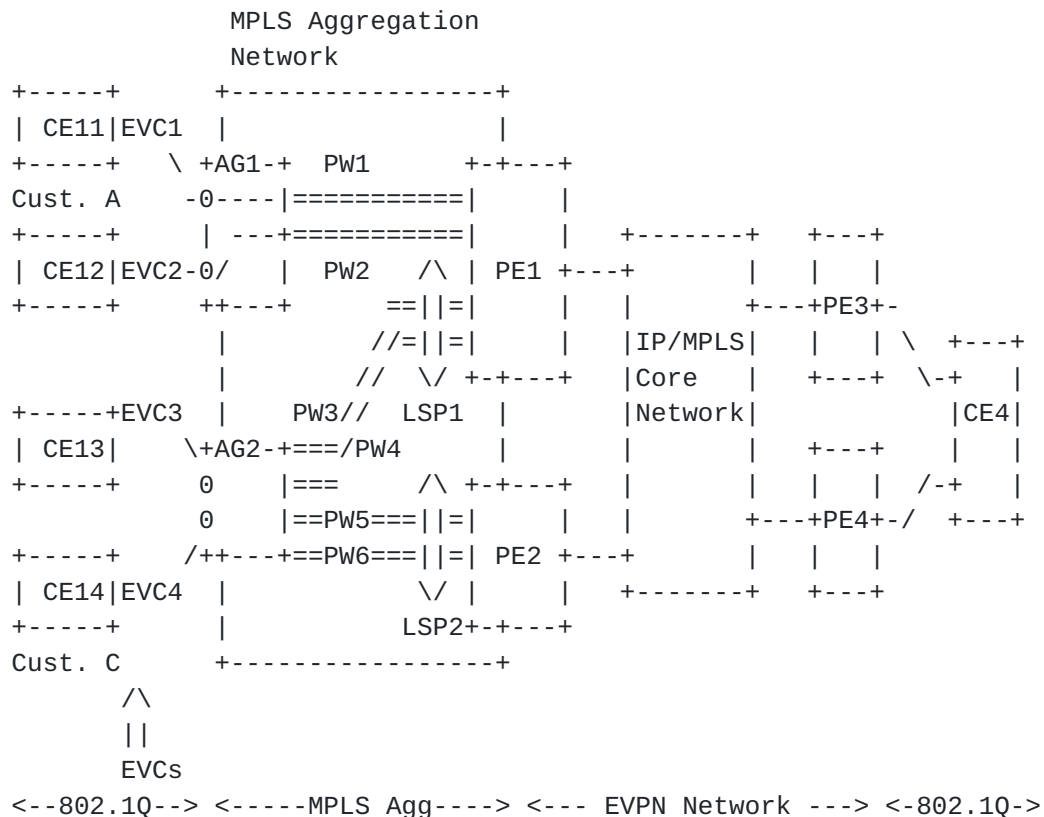 MPLS Aggregation
              Network
+-----+        +-----------------+
| CE11|EVC1  |                 |
+-----+   \ +AG1-+  PW1      +-+---+
Cust. A    -0----|===========|     |
+-----+     | ---+===========|     |   +-------+   +---+
| CE12|EVC2-0/   |  PW2   /\ | PE1 +---+       |   |   |
+-----+     ++---+      ==||=|     |   |       +---+PE3+-
             |         //=||=|     |   |IP/MPLS|   |   | \  +---+
             |        //  \/ +-+---+   |Core   |   +---+  \-+   |
+-----+EVC3  |    PW3//  LSP1  |       |Network|            |CE4|
| CE13|    \+AG2-+===/PW4      |       |       |   +---+    |   |
+-----+     0    |===     /\ +-+---+   |       |   |   |  /-+   |
            0    |==PW5===||=|     |   |       +---+PE4+-/  +---+
+-----+    /++---+==PW6===||=| PE2 +---+       |   |   |
| CE14|EVC4  |            \/ |     |   +-------+   +---+
+-----+      |           LSP2+-+---+
Cust. C      +-----------------+
       /\
       ||
       EVCs
<--802.1Q--> <-----MPLS Agg----> <--- EVPN Network ---> <-802.1Q->